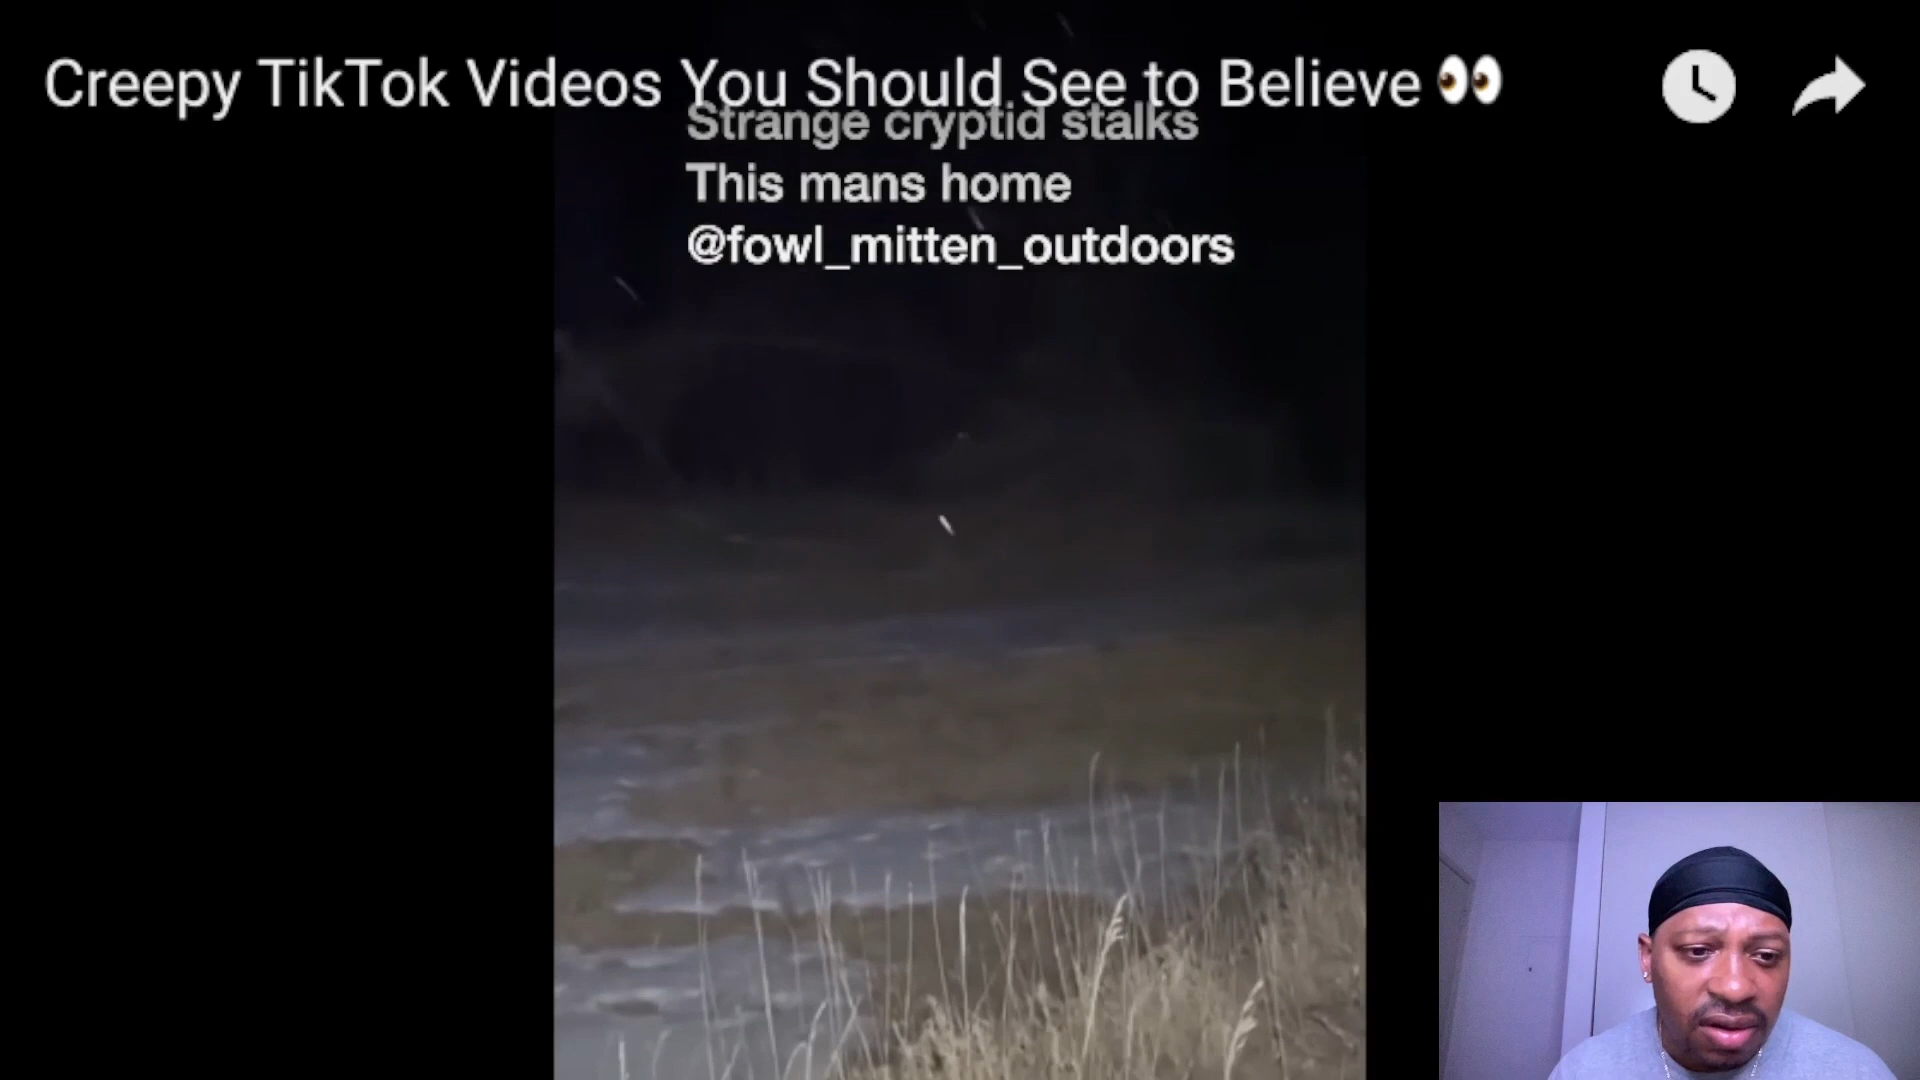 Creepy TikTok Videos You Should See to Believe 👀
Strange cryptid stalks
This mans home
@fowl_mitten_outdoors